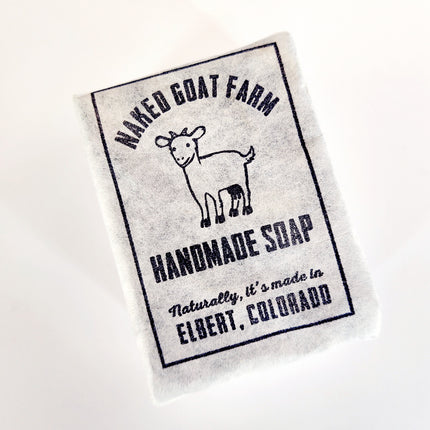 NAKED GOAT FARM
HANDMADE SOAP
Naturally, it's made in
ELBERT, COLORADO